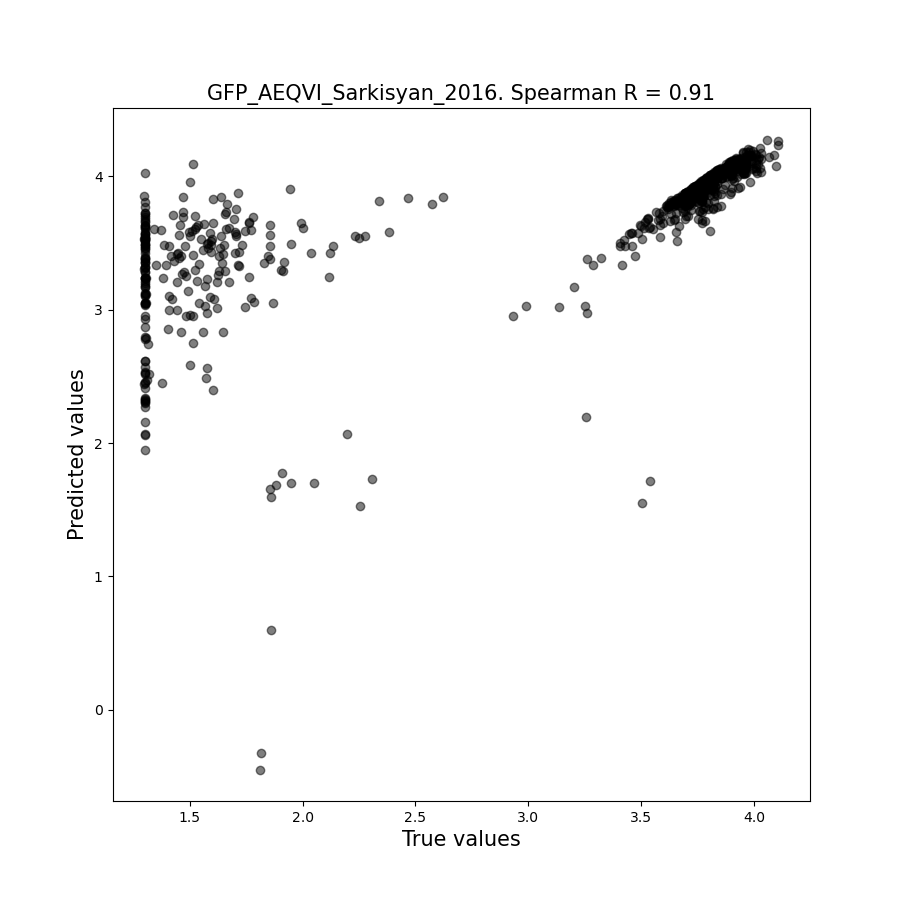 GFP_AEQVI_Sarkisyan_2016. Spearman R = 0.91
Predicted values
4
3
2
1
0
1.5 2.0 2.5 3.0 3.5 4.0
True values